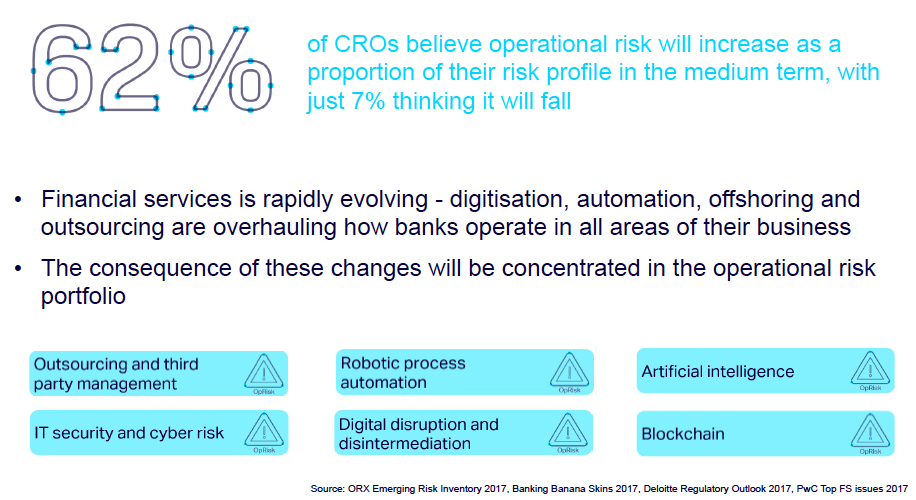 62%
of CROs believe operational risk will increase as a
proportion of their risk profile in the medium term, with
just 7% thinking it will fall
• Financial services is rapidly evolving - digitisation, automation, offshoring and
outsourcing are overhauling how banks operate in all areas of their business
• The consequence of these changes will be concentrated in the operational risk
portfolio
Outsourcing and third
party management
OpRisk
Robotic process
automation
OpRisk
Artificial intelligence
OpRisk
IT security and cyber risk
OpRisk
Digital disruption and
disintermediation
OpRisk
Blockchain
OpRisk
Source: ORX Emerging Risk Inventory 2017, Banking Banana Skins 2017, Deloitte Regulatory Outlook 2017, PwC Top FS issues 2017